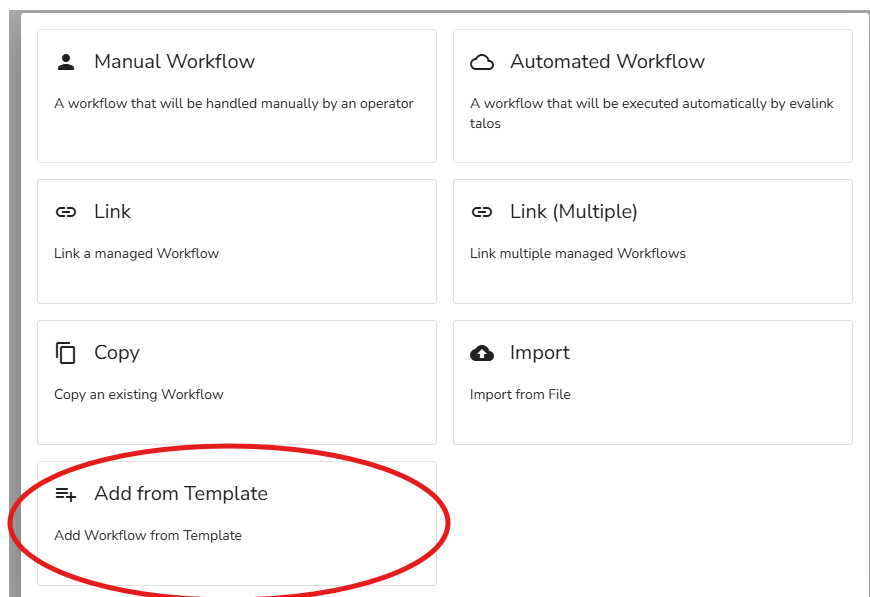 Manual Workflow
A workflow that will be handled manually by an operator
Automated Workflow
A workflow that will be executed automatically by evalink
talos
Link
Link a managed Workflow
Link (Multiple)
Link multiple managed Workflows
Copy
Copy an existing Workflow
Import
Import from File
Add from Template
Add Workflow from Template